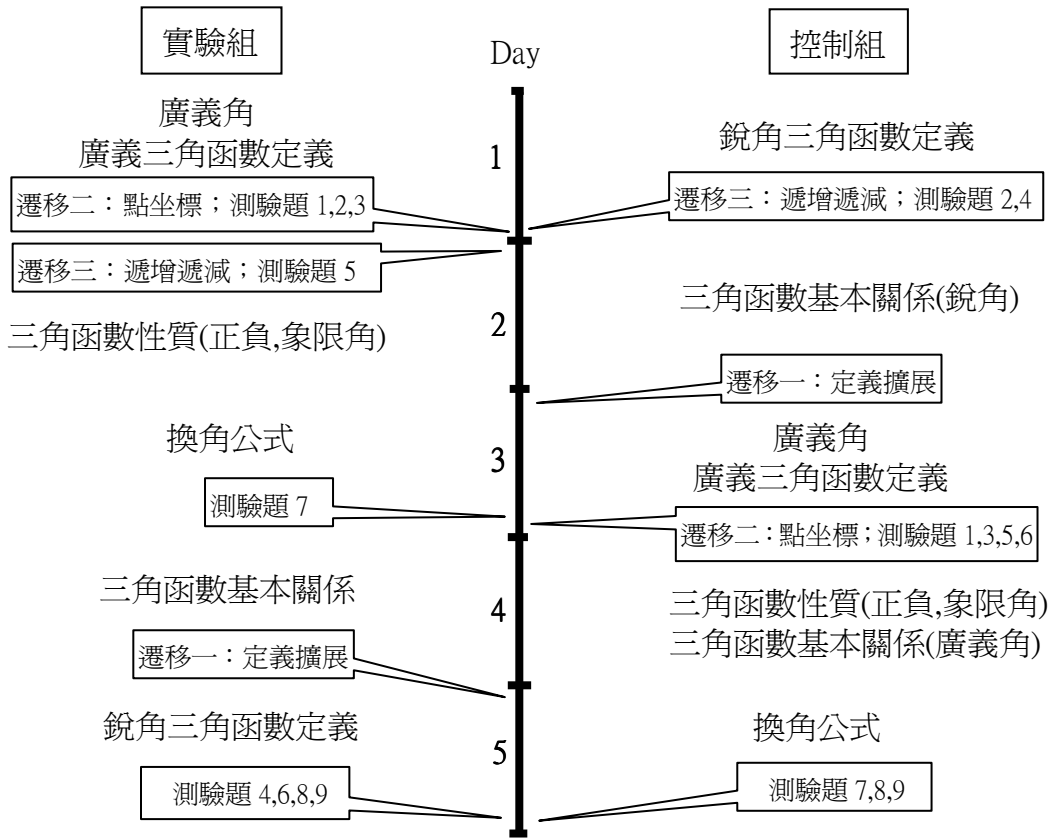 實驗組
Day
控制組
廣義角
廣義三角函數定義
遷移二：點坐標；測驗題 1,2,3
1
銳角三角函數定義
遷移三：遞增遞減；測驗題 2,4
遷移三：遞增遞減；測驗題 5
三角函數性質(正負,象限角)
2
三角函數基本關係(銳角)
遷移一：定義擴展
換角公式
測驗題 7
3
廣義角
廣義三角函數定義
遷移二：點坐標；測驗題 1,3,5,6
三角函數基本關係
遷移一：定義擴展
4
三角函數性質(正負,象限角)
三角函數基本關係(廣義角)
銳角三角函數定義
測驗題 4,6,8,9
5
換角公式
測驗題 7,8,9